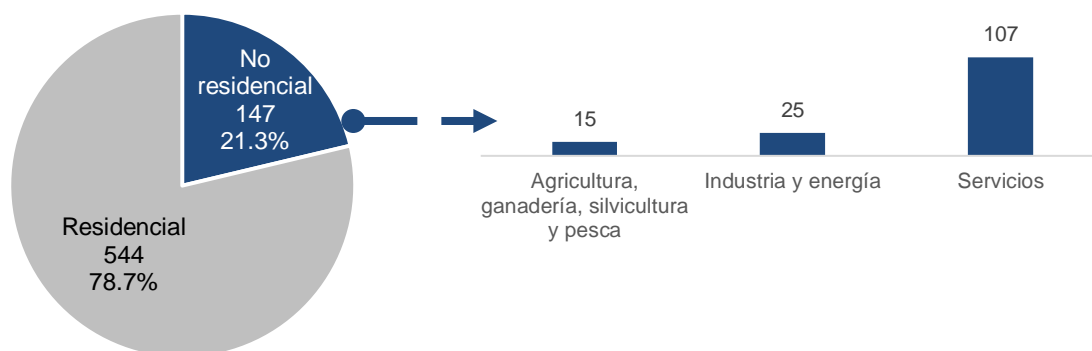 No
residencial
147
21.3%
Residencial
544
78.7%
15
25
107
Agricultura,
ganadería, silvicultura
y pesca
Industria y energía
Servicios